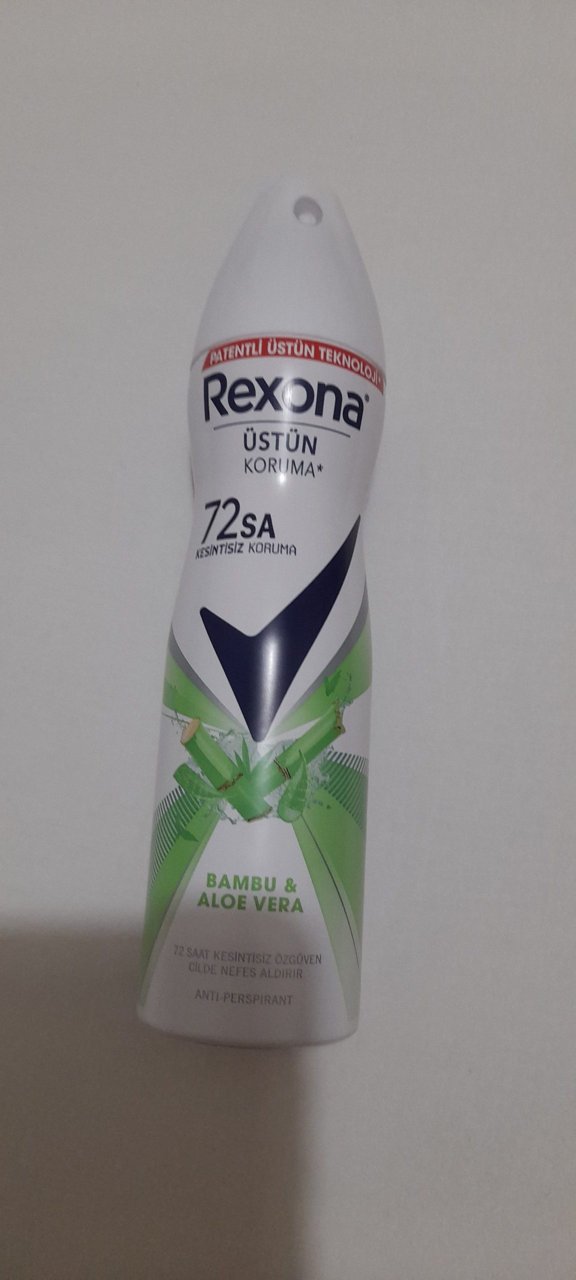 PATENTLİ ÜSTÜN TEKNOLOJİ*
Rexona®
ÜSTÜN
KORUMA*
72SA
KESİNTİSİZ KORUMA
BAMBU &
ALOE VERA
72 SAAT KESİNTİSİZ ÖZGÜVEN
CİLDE NEFES ALDIRIR
ANTI-PERSPIRANT